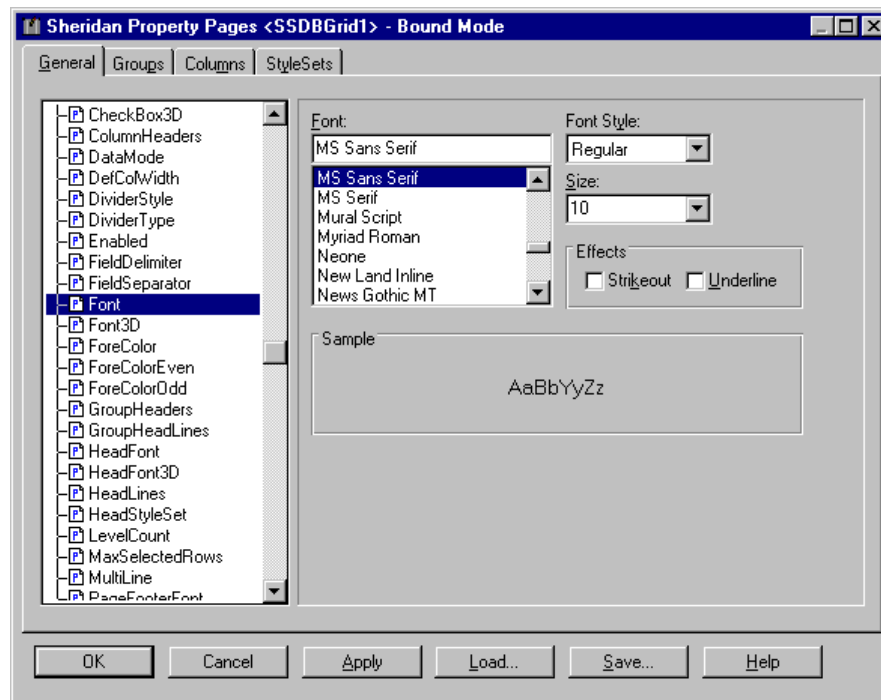 Sheridan Property Pages <SSDBGrid1> - Bound Mode
General Groups Columns StyleSets
CheckBox3D
ColumnHeaders
DataMode
DefColWidth
DividerStyle
DividerType
Enabled
FieldDelimiter
FieldSeparator
Font
Font3D
ForeColor
ForeColorEven
ForeColorOdd
GroupHeaders
GroupHeadLines
HeadFont
HeadFont3D
HeadLines
HeadStyleSet
LevelCount
MaxSelectedRows
MultiLine
PageFooterFont
Font:
MS Sans Serif
MS Sans Serif
MS Serif
Mural Script
Myriad Roman
Neone
New Land Inline
News Gothic MT
Font Style:
Regular
Size:
10
Effects
Strikeout Underline
Sample
AaBbYyZz
OK Cancel Apply Load... Save... Help